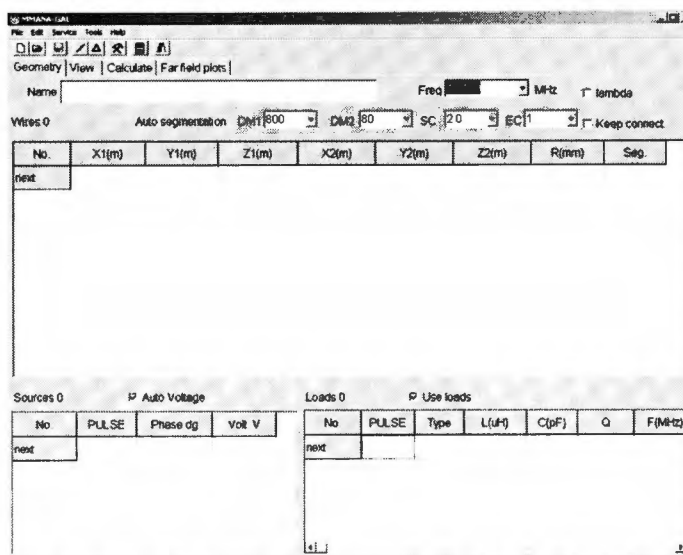 MMANA-GAL
File Edit Service Tools Help
Geometry View Calculate Far field plots
Name Freq MHz lambda
Wires 0 Auto segmentation DM1 800 DM2 80 SC 2.0 EC 1 Keep connect.
No. X1(m) Y1(m) Z1(m) X2(m) Y2(m) Z2(m) R(mm) Seg.
next
Sources 0 Auto Voltage Loads 0 Use loads
No. PULSE Phase dg Volt V No PULSE Type L(uH) C(pF) Q F(MHz)
next next